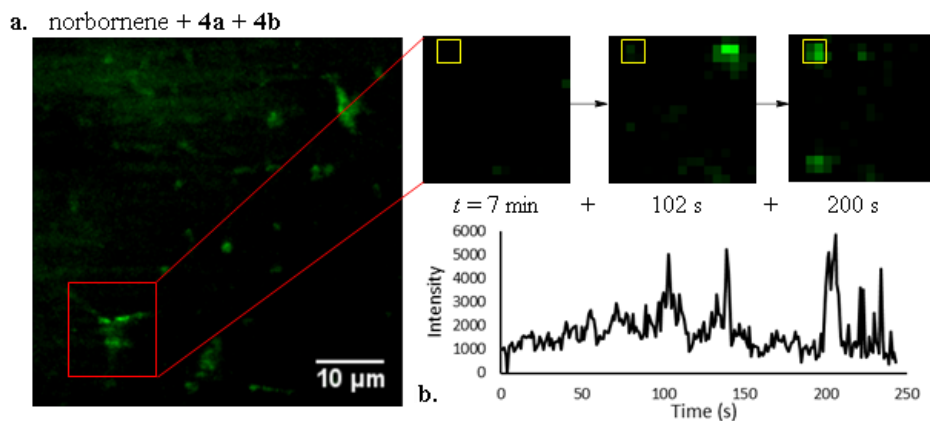 a. norbornene + 4a + 4b
10 µm
t = 7 min + 102 s + 200 s
6000
5000
4000
3000
2000
1000
0
Intensity
0 50 100 150 200 250
Time (s)
b.